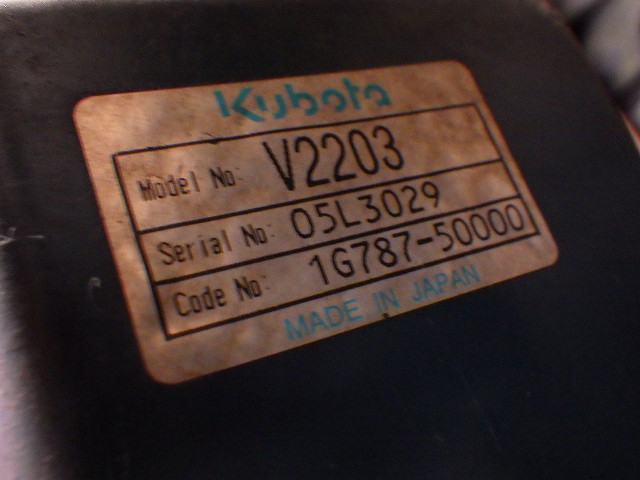 Kubota
Model No: V2203
Serial No: 05L3029
Code No: 1G787-50000
MADE IN JAPAN